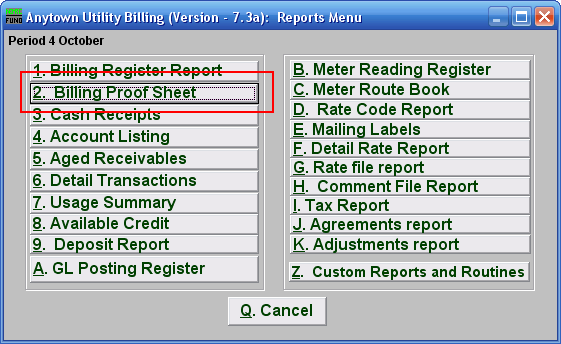 Anytown Utility Billing (Version - 7.3a):  Reports Menu
Period 4 October
1. Billing Register Report
2.  Billing Proof Sheet
3. Cash Receipts
4. Account Listing
5. Aged Receivables
6. Detail Transactions
7. Usage Summary
8. Available Credit
9.  Deposit Report
A. GL Posting Register
B. Meter Reading Register
C. Meter Route Book
D.  Rate Code Report
E. Mailing Labels
F. Detail Rate Report
G. Rate file report
H.  Comment File Report
I. Tax Report
J. Agreements report
K. Adjustments report
Z.  Custom Reports and Routines
Q. Cancel